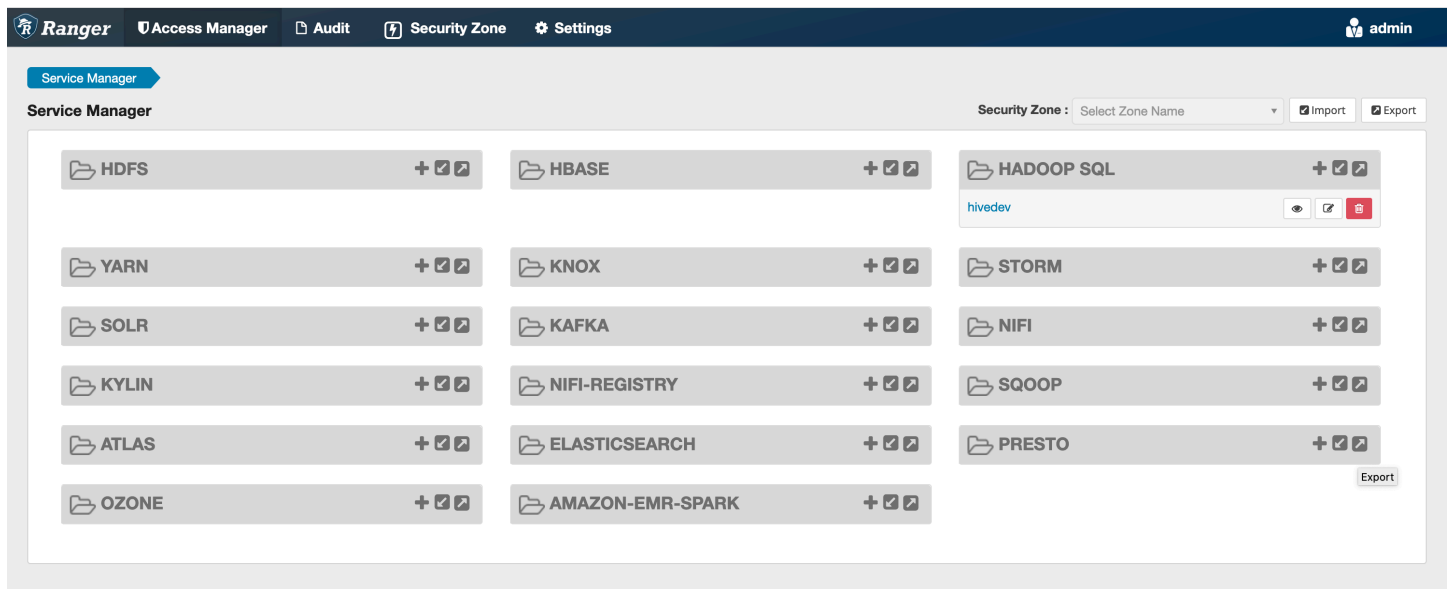 Ranger Access Manager Audit Security Zone Settings admin
Service Manager
Service Manager Security Zone : Select Zone Name Import Export
HDFS HBASE HADOOP SQL
hivedev
YARN KNOX STORM
SOLR KAFKA NIFI
KYLIN NIFI-REGISTRY SQOOP
ATLAS ELASTICSEARCH PRESTO
Export
OZONE AMAZON-EMR-SPARK